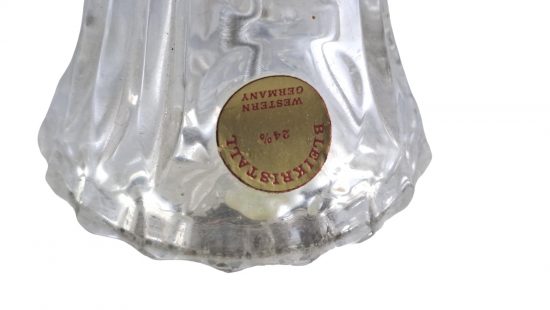 BLEIKRISTALL
24%
WESTERN
GERMANY